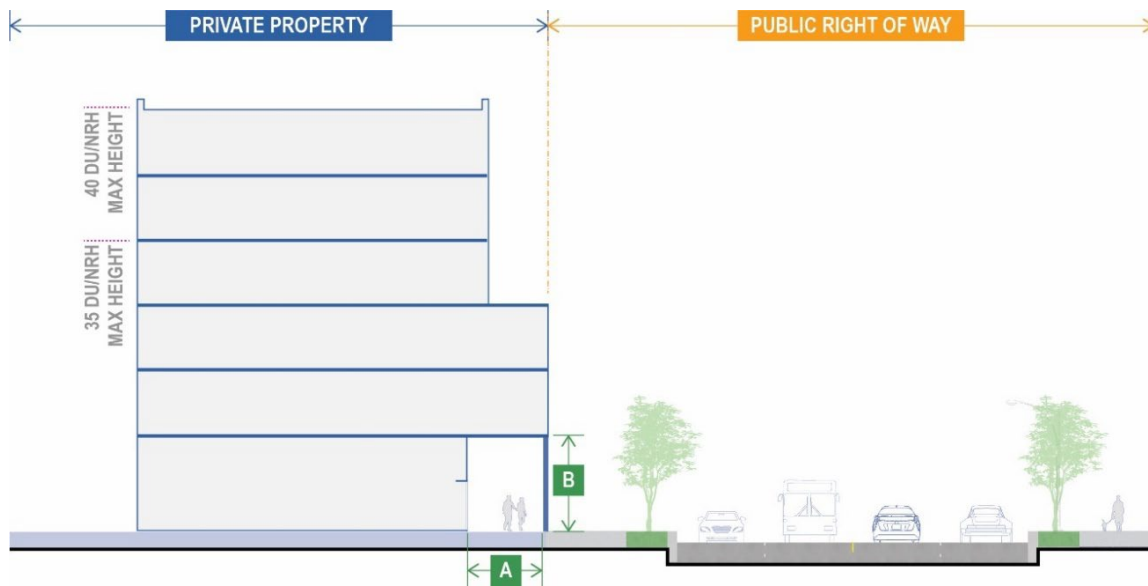 PRIVATE PROPERTY
PUBLIC RIGHT OF WAY
40 DU/NRH
MAX HEIGHT
35 DU/NRH
MAX HEIGHT
B
A